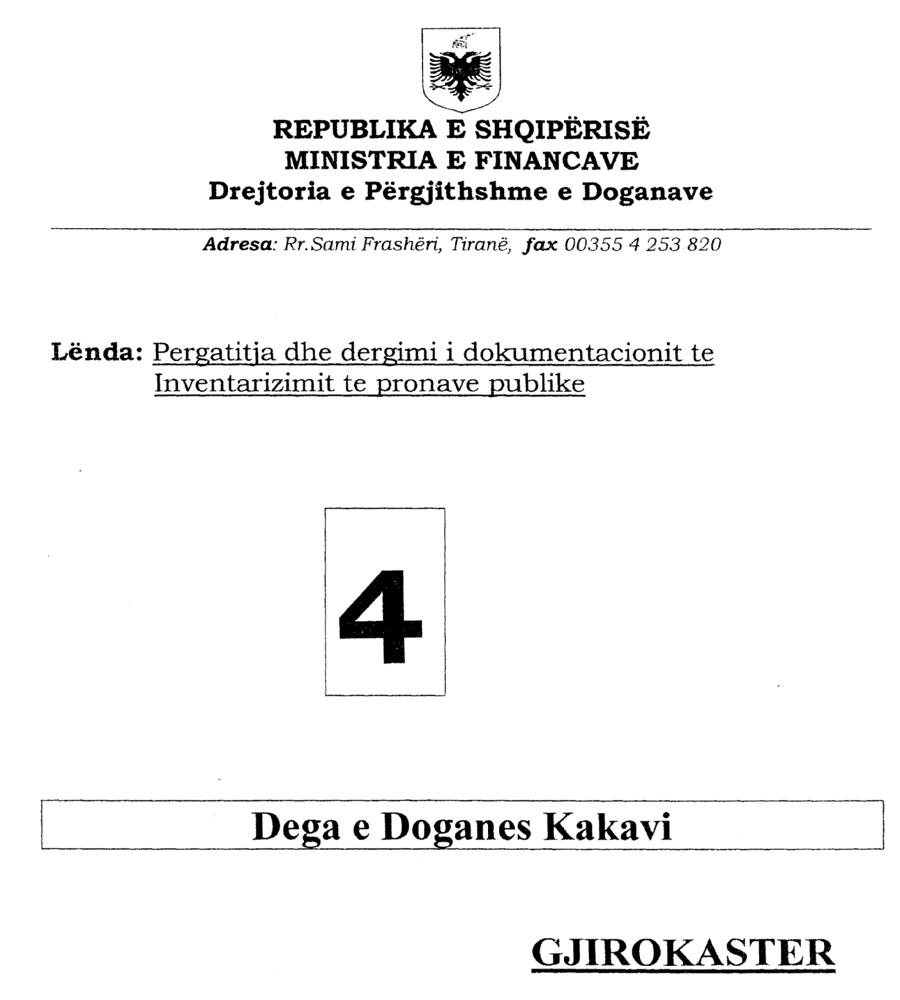 REPUBLIKA E SHQIPËRISË
MINISTRIA E FINANCAVE
Drejtoria e Përgjithshme e Doganave
Adresa: Rr.Sami Frashëri, Tiranë, fax 00355 4 253 820
Lënda: Pergatitja dhe dergimi i dokumentacionit te
Inventarizimit te pronave publike
4
Dega e Doganes Kakavi
GJIROKASTER